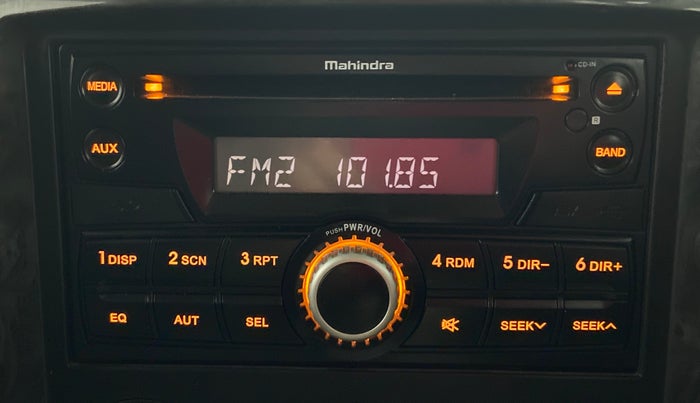 Mahindra
CD-IN
MEDIA
R
AUX
BAND
FM2 101.85
PUSH PWR/VOL
1 DISP 2 SCN 3 RPT 4 RDM 5 DIR− 6 DIR+
EQ AUT SEL SEEK SEEK